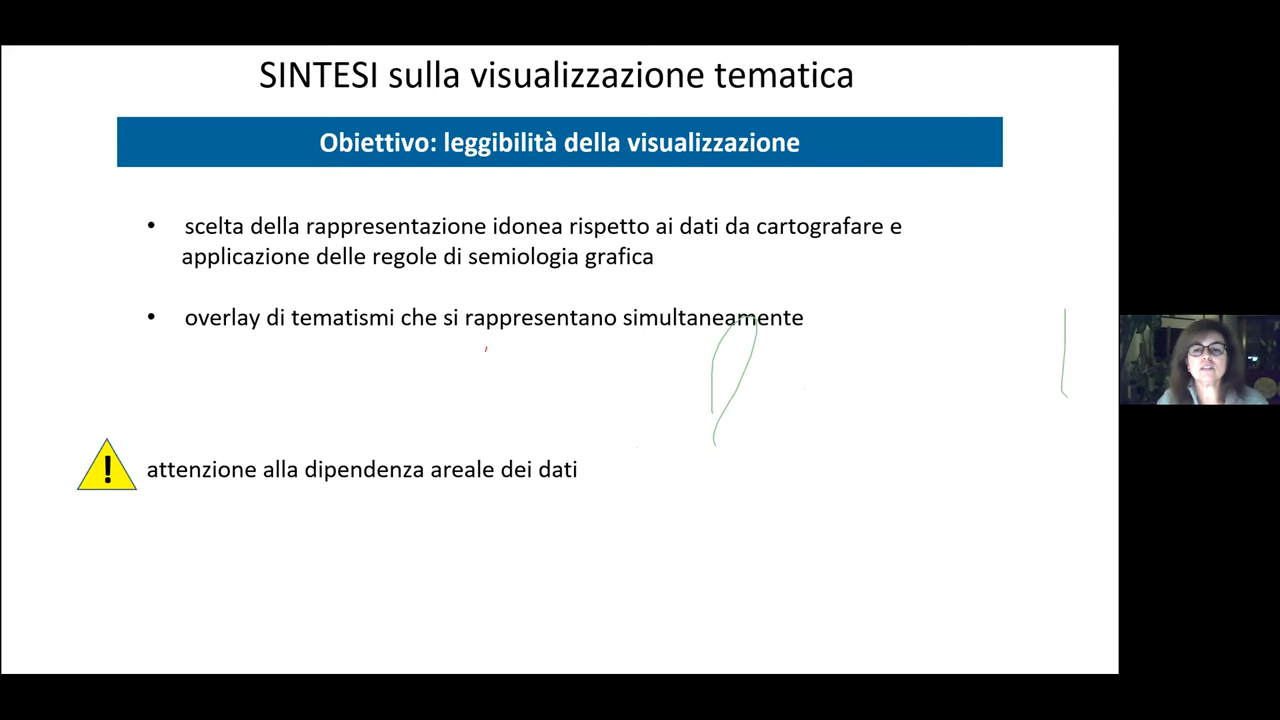 SINTESI sulla visualizzazione tematica
Obiettivo: leggibilità della visualizzazione
• scelta della rappresentazione idonea rispetto ai dati da cartografare e
applicazione delle regole di semiologia grafica
• overlay di tematismi che si rappresentano simultaneamente
! attenzione alla dipendenza areale dei dati